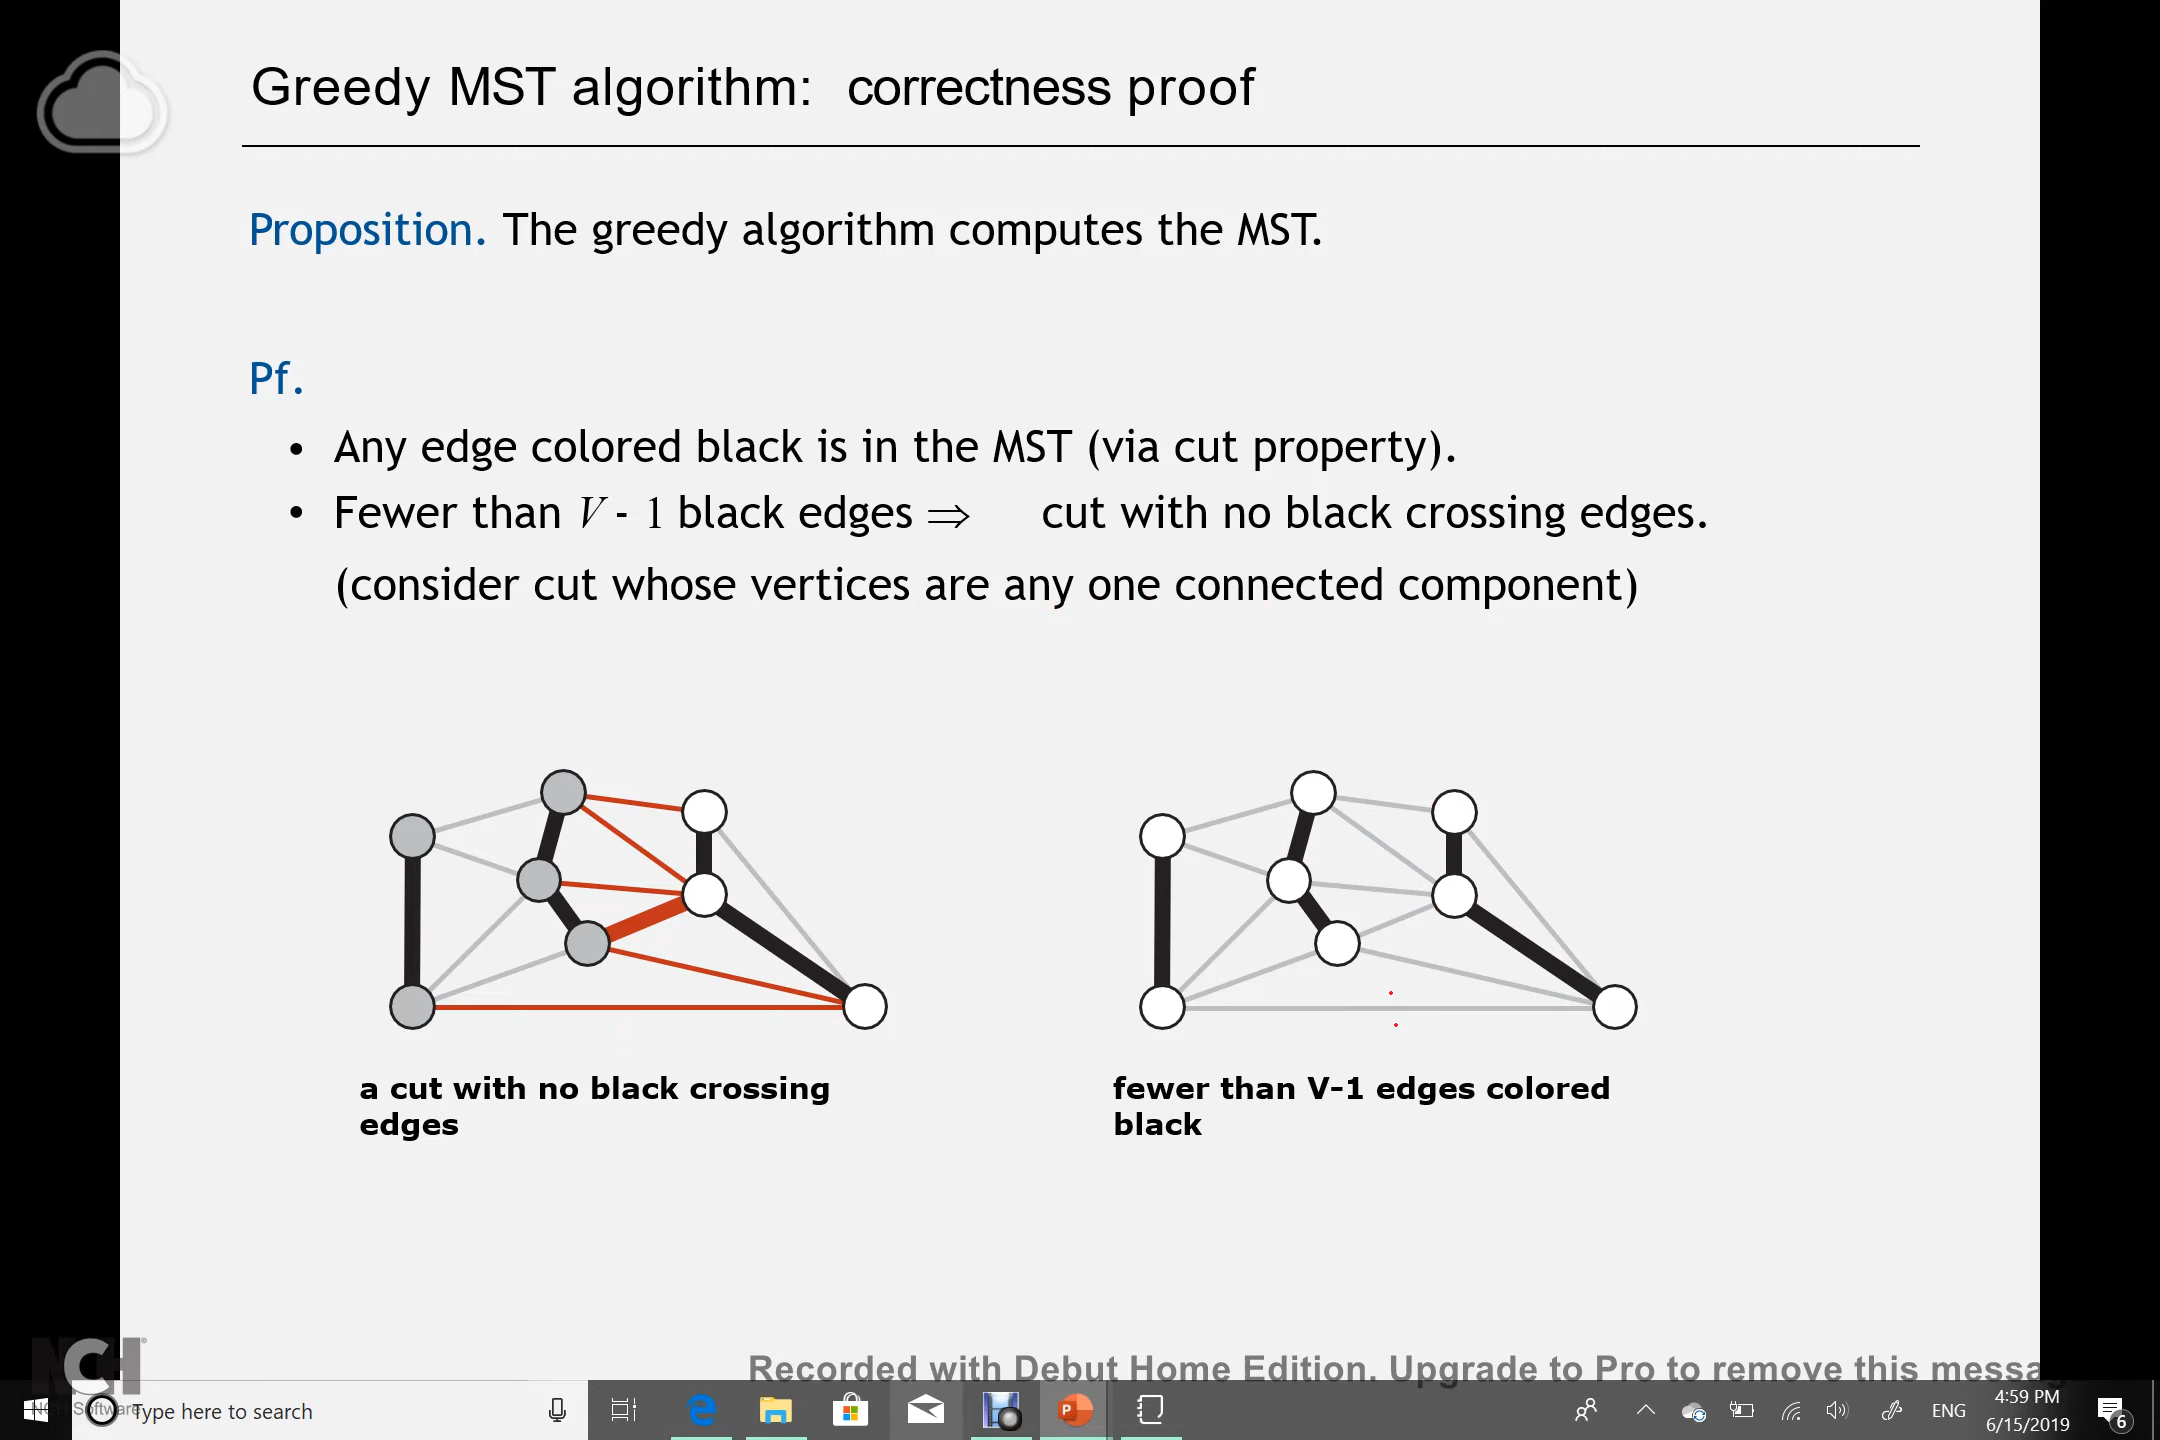 Greedy MST algorithm: correctness proof
Proposition. The greedy algorithm computes the MST.
Pf.
• Any edge colored black is in the MST (via cut property).
• Fewer than V - 1 black edges ⇒ cut with no black crossing edges.
(consider cut whose vertices are any one connected component)
a cut with no black crossing
edges
fewer than V-1 edges colored
black
Recorded with Debut Home Edition. Upgrade to Pro to remove this messa
NCH®
NCH Software
Type here to search
P
ENG
4:59 PM
6/15/2019
6